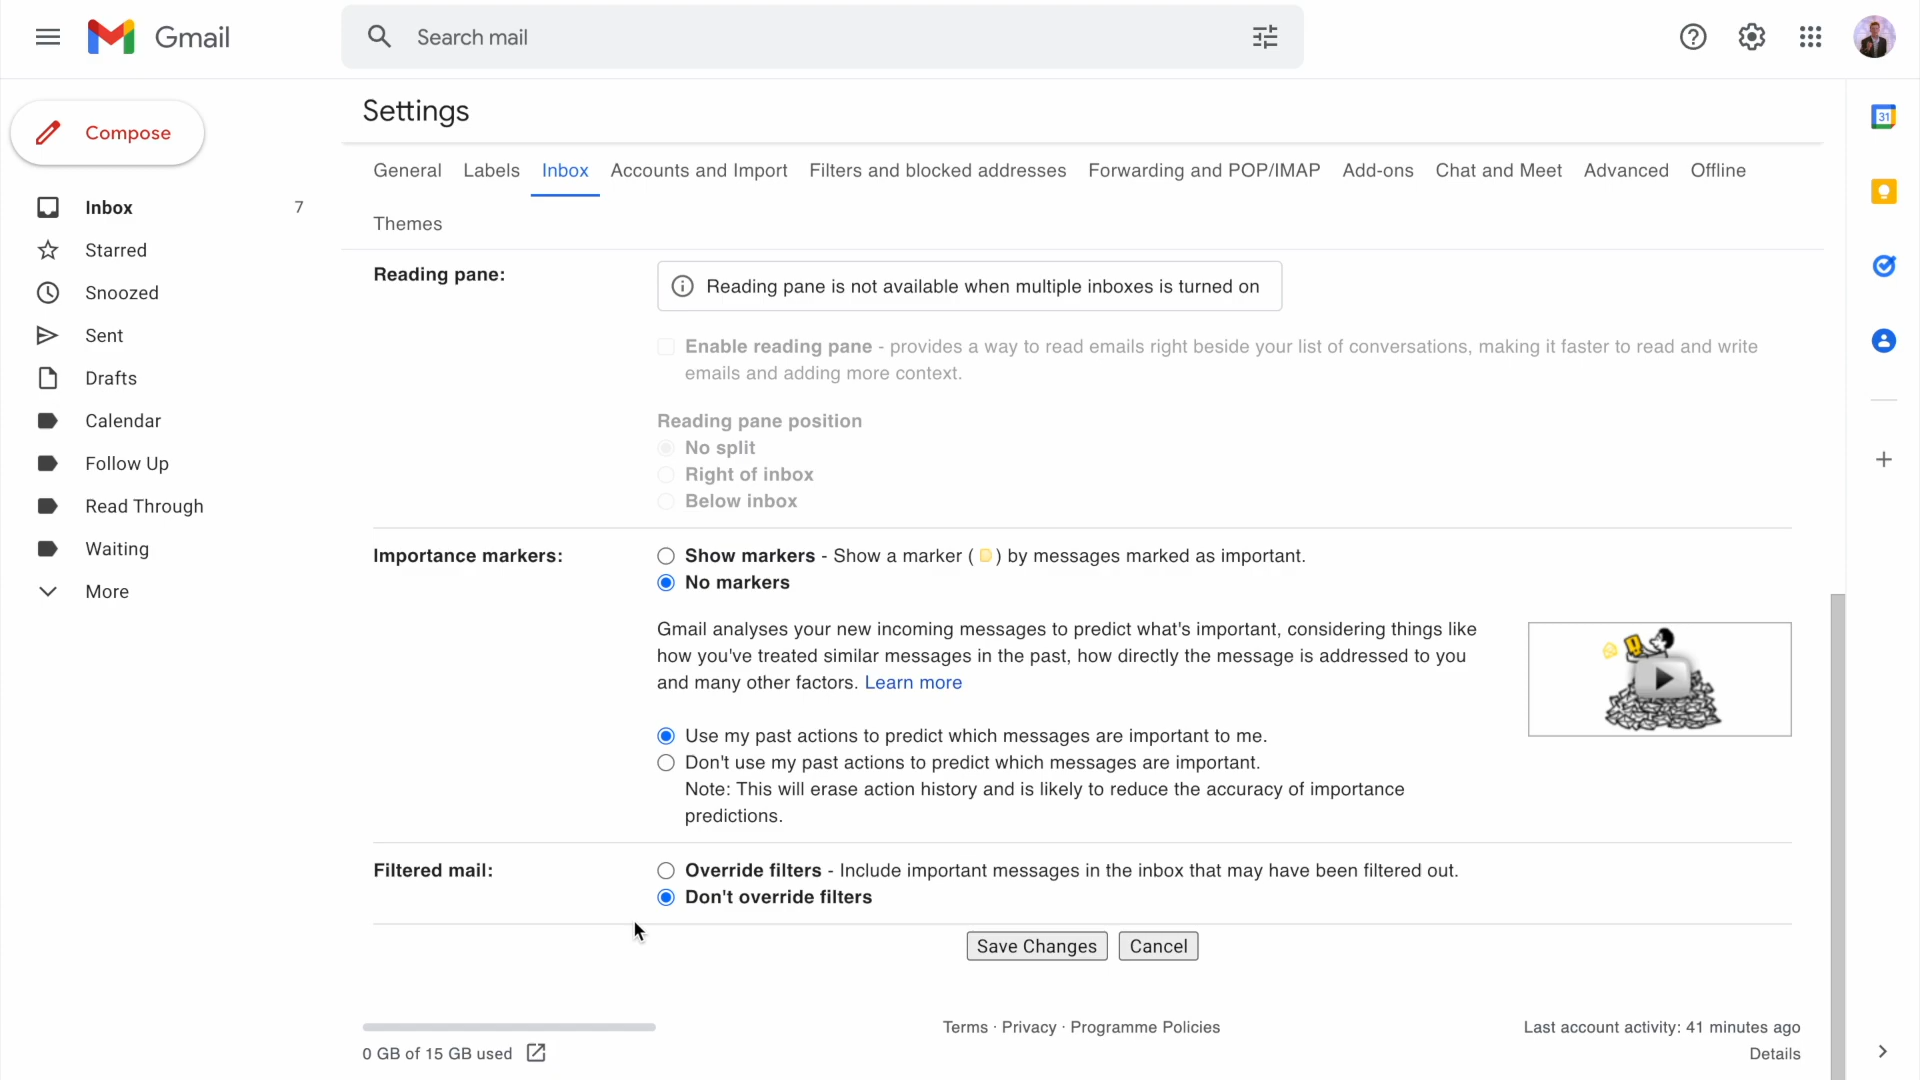 Gmail
Search mail
Compose
Inbox 7
Starred
Snoozed
Sent
Drafts
Calendar
Follow Up
Read Through
Waiting
More
Settings
General Labels Inbox Accounts and Import Filters and blocked addresses Forwarding and POP/IMAP Add-ons Chat and Meet Advanced Offline
Themes
Reading pane:
Reading pane is not available when multiple inboxes is turned on
Enable reading pane - provides a way to read emails right beside your list of conversations, making it faster to read and write
emails and adding more context.
Reading pane position
No split
Right of inbox
Below inbox
Importance markers:
Show markers - Show a marker ( ) by messages marked as important.
No markers
Gmail analyses your new incoming messages to predict what's important, considering things like
how you've treated similar messages in the past, how directly the message is addressed to you
and many other factors. Learn more
Use my past actions to predict which messages are important to me.
Don't use my past actions to predict which messages are important.
Note: This will erase action history and is likely to reduce the accuracy of importance
predictions.
Filtered mail:
Override filters - Include important messages in the inbox that may have been filtered out.
Don't override filters
Save Changes Cancel
0 GB of 15 GB used
Terms · Privacy · Programme Policies
Last account activity: 41 minutes ago
Details
31